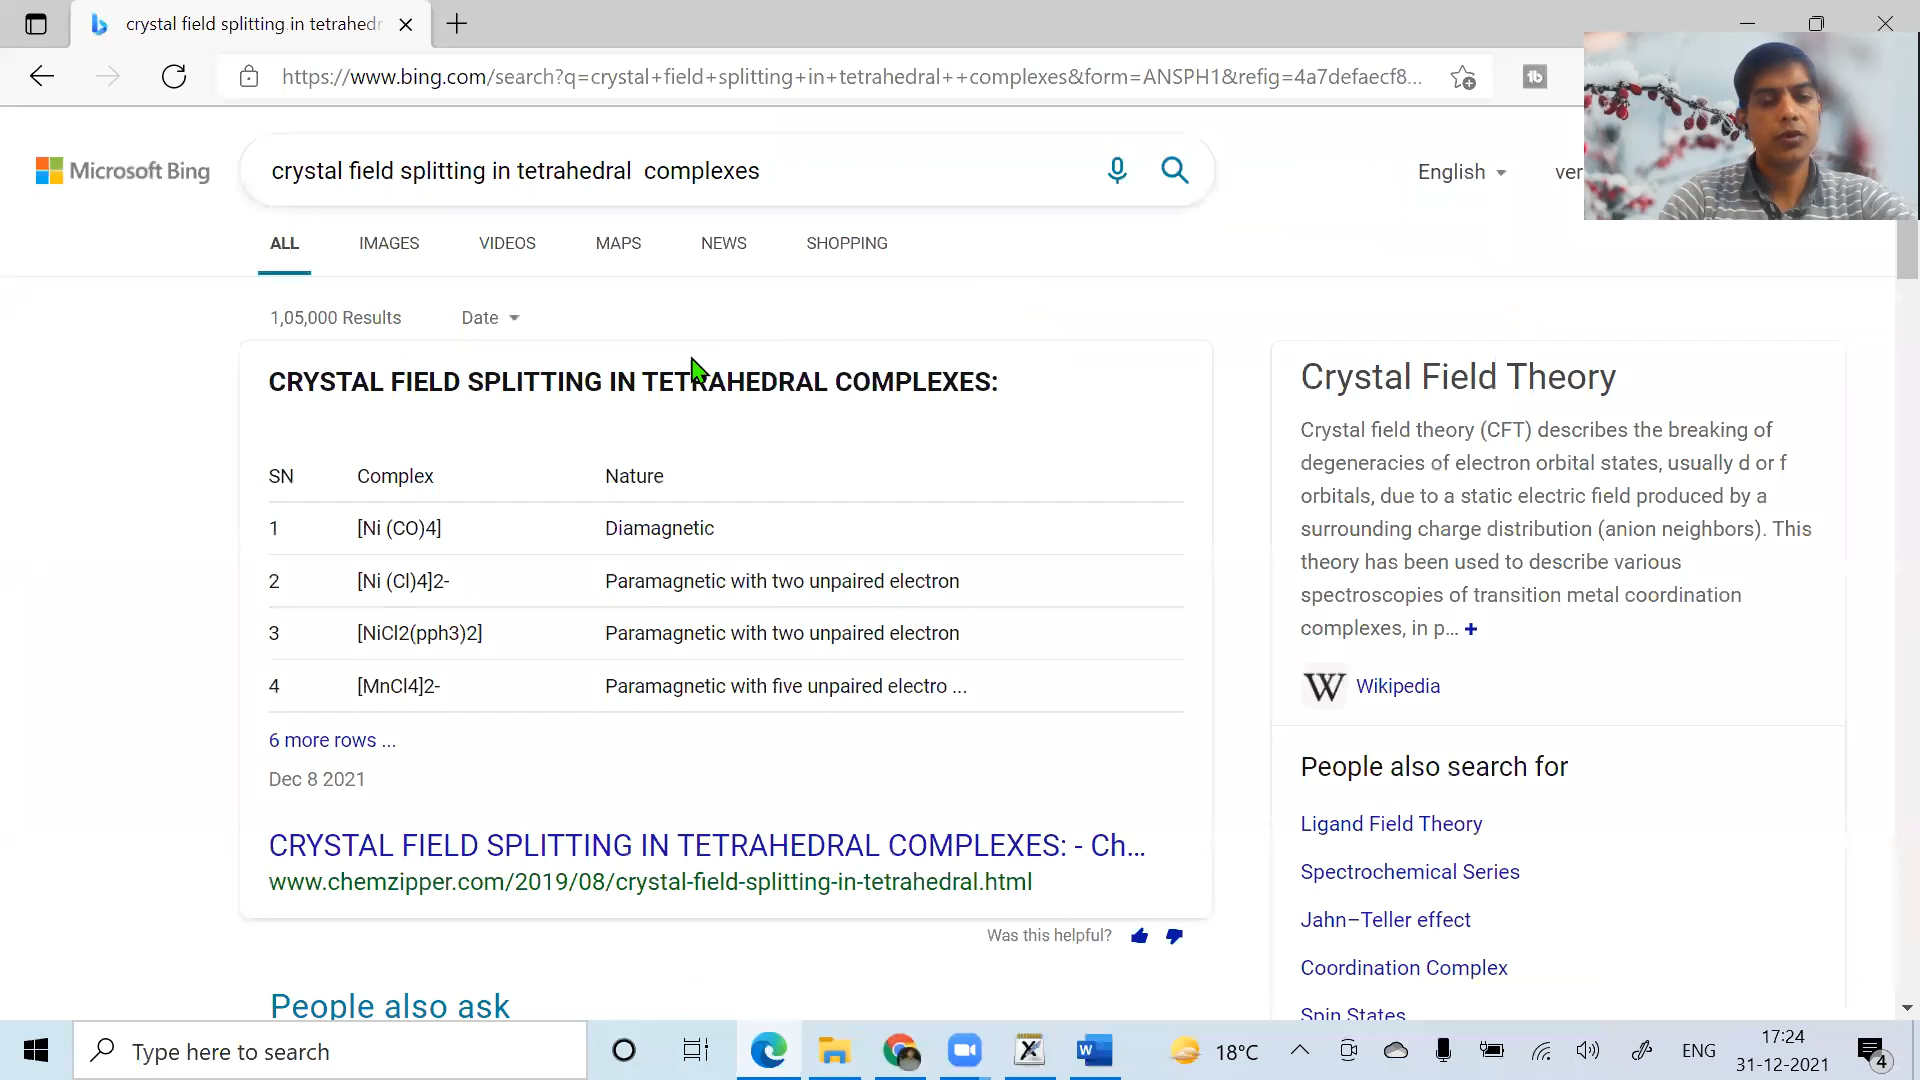 crystal field splitting in tetrahedr
https://www.bing.com/search?q=crystal+field+splitting+in+tetrahedral++complexes&form=ANSPH1&refig=4a7defaecf8...
Microsoft Bing
crystal field splitting in tetrahedral  complexes
English
ver
ALL IMAGES VIDEOS MAPS NEWS SHOPPING
1,05,000 Results Date
CRYSTAL FIELD SPLITTING IN TETRAHEDRAL COMPLEXES:
SN Complex Nature
1 [Ni (CO)4] Diamagnetic
2 [Ni (Cl)4]2- Paramagnetic with two unpaired electron
3 [NiCl2(pph3)2] Paramagnetic with two unpaired electron
4 [MnCl4]2- Paramagnetic with five unpaired electro ...
6 more rows ...
Dec 8 2021
CRYSTAL FIELD SPLITTING IN TETRAHEDRAL COMPLEXES: - Ch...
www.chemzipper.com/2019/08/crystal-field-splitting-in-tetrahedral.html
Was this helpful?
People also ask
Crystal Field Theory
Crystal field theory (CFT) describes the breaking of
degeneracies of electron orbital states, usually d or f
orbitals, due to a static electric field produced by a
surrounding charge distribution (anion neighbors). This
theory has been used to describe various
spectroscopies of transition metal coordination
complexes, in p... +
W Wikipedia
People also search for
Ligand Field Theory
Spectrochemical Series
Jahn–Teller effect
Coordination Complex
Spin States
Type here to search
18°C
ENG
17:24
31-12-2021
4